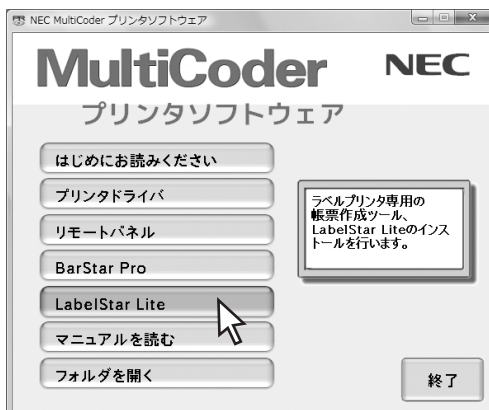 NEC MultiCoder プリンタソフトウェア
MultiCoder
NEC
プリンタソフトウェア
はじめにお読みください
プリンタドライバ
リモートパネル
BarStar Pro
LabelStar Lite
マニュアルを読む
フォルダを開く
ラベルプリンタ専用の
帳票作成ツール、
LabelStar Liteのインス
トールを行います。
終了